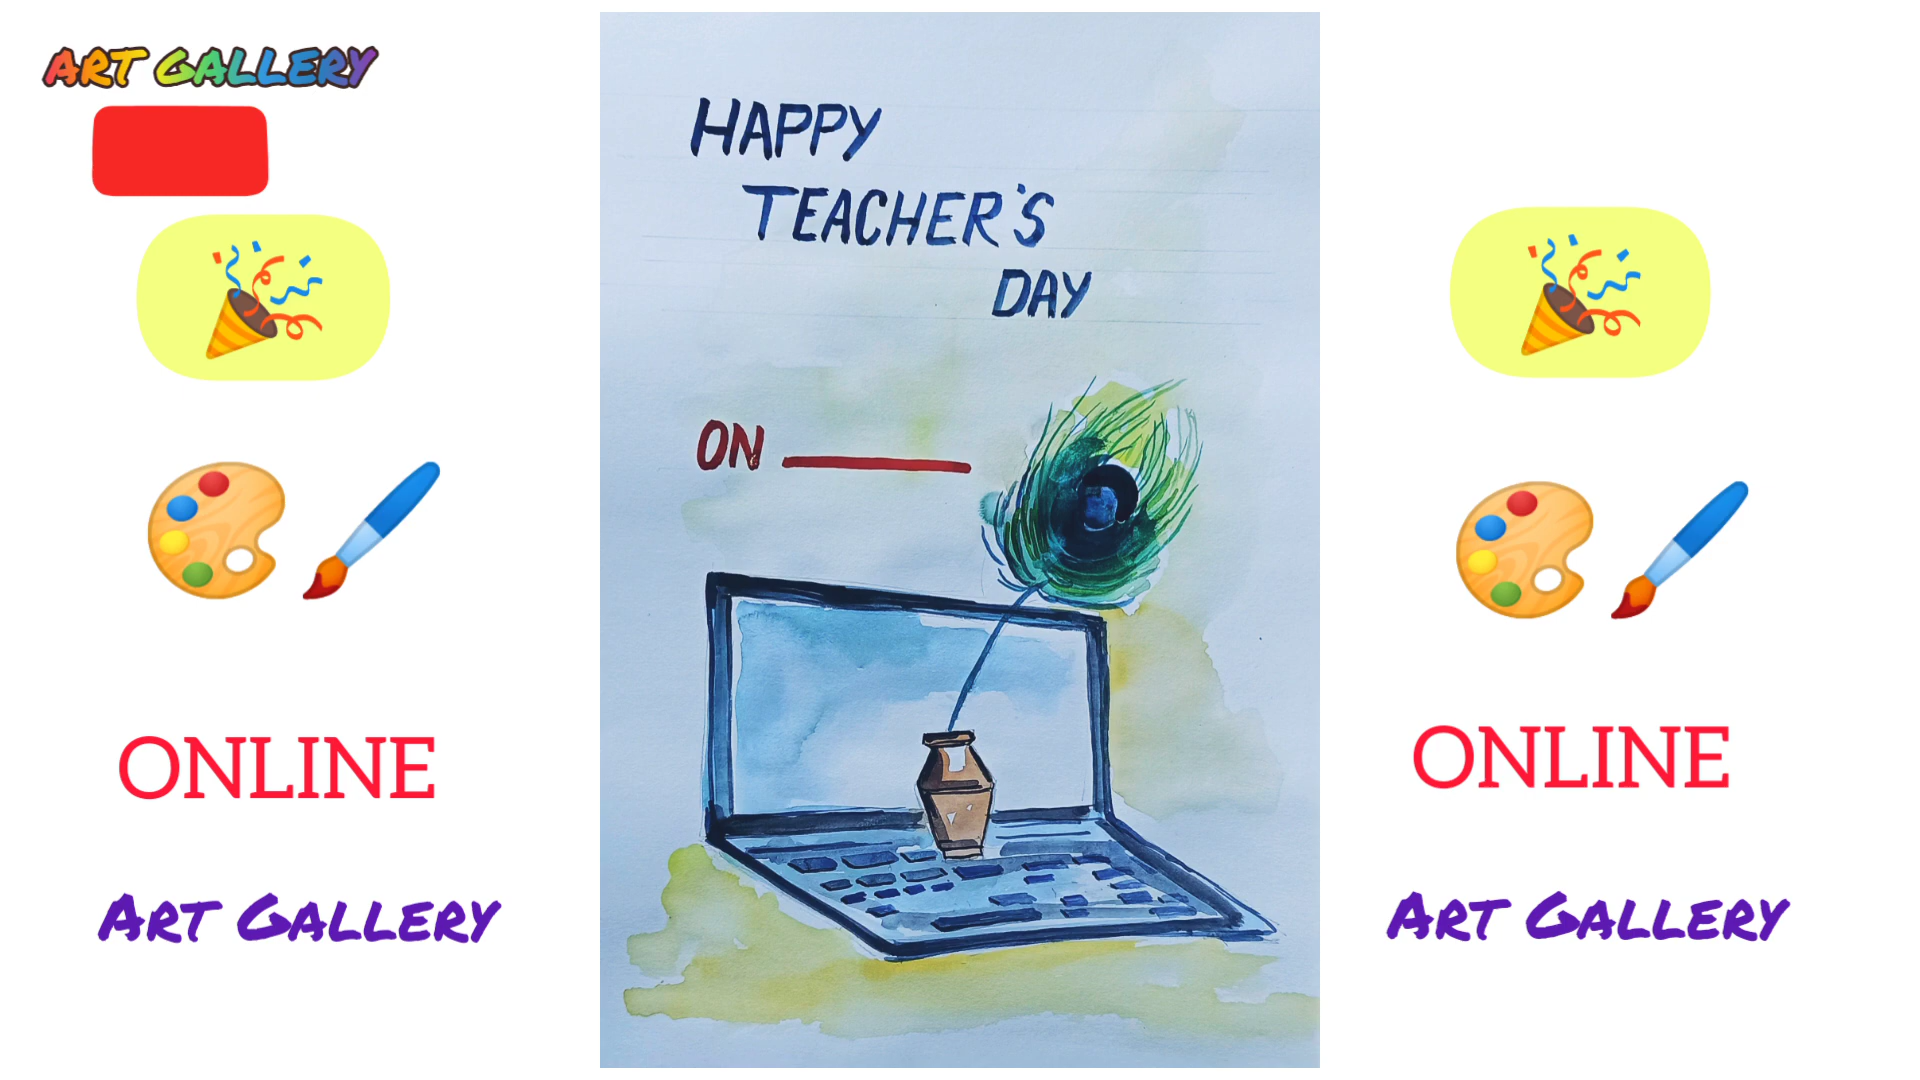 ART GALLERY
HAPPY
TEACHER'S
DAY
ON
ONLINE
ART GALLERY
ONLINE
ART GALLERY